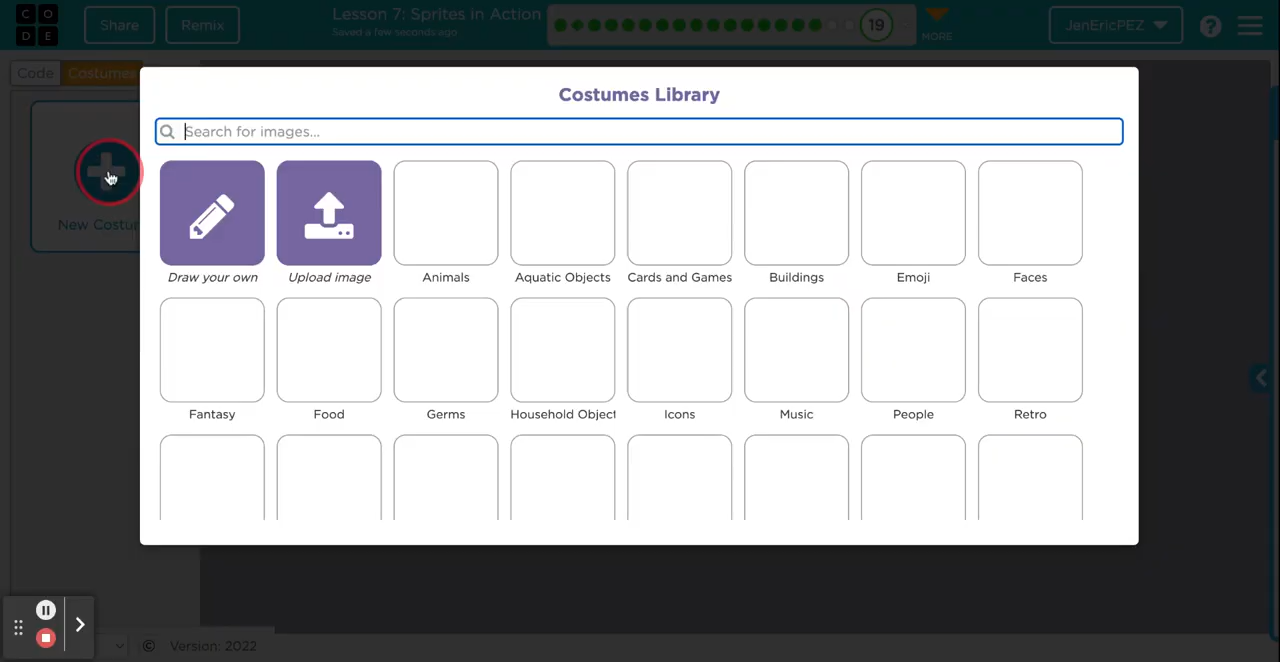 C O
D E
Share
Remix
Lesson 7: Sprites in Action
Saved a few seconds ago
19
MORE
JenEricPEZ
?
Code
Costumes
New Costum
Costumes Library
Search for images...
Draw your own
Upload image
Animals
Aquatic Objects
Cards and Games
Buildings
Emoji
Faces
Fantasy
Food
Germs
Household Object
Icons
Music
People
Retro
© Version: 2022